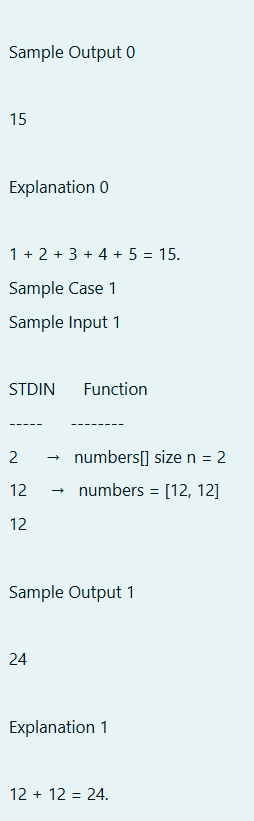 Sample Output 0
15
Explanation 0
1 + 2 + 3 + 4 + 5 = 15.
Sample Case 1
Sample Input 1
STDIN Function
----- --------
2 → numbers[] size n = 2
12 → numbers = [12, 12]
12
Sample Output 1
24
Explanation 1
12 + 12 = 24.